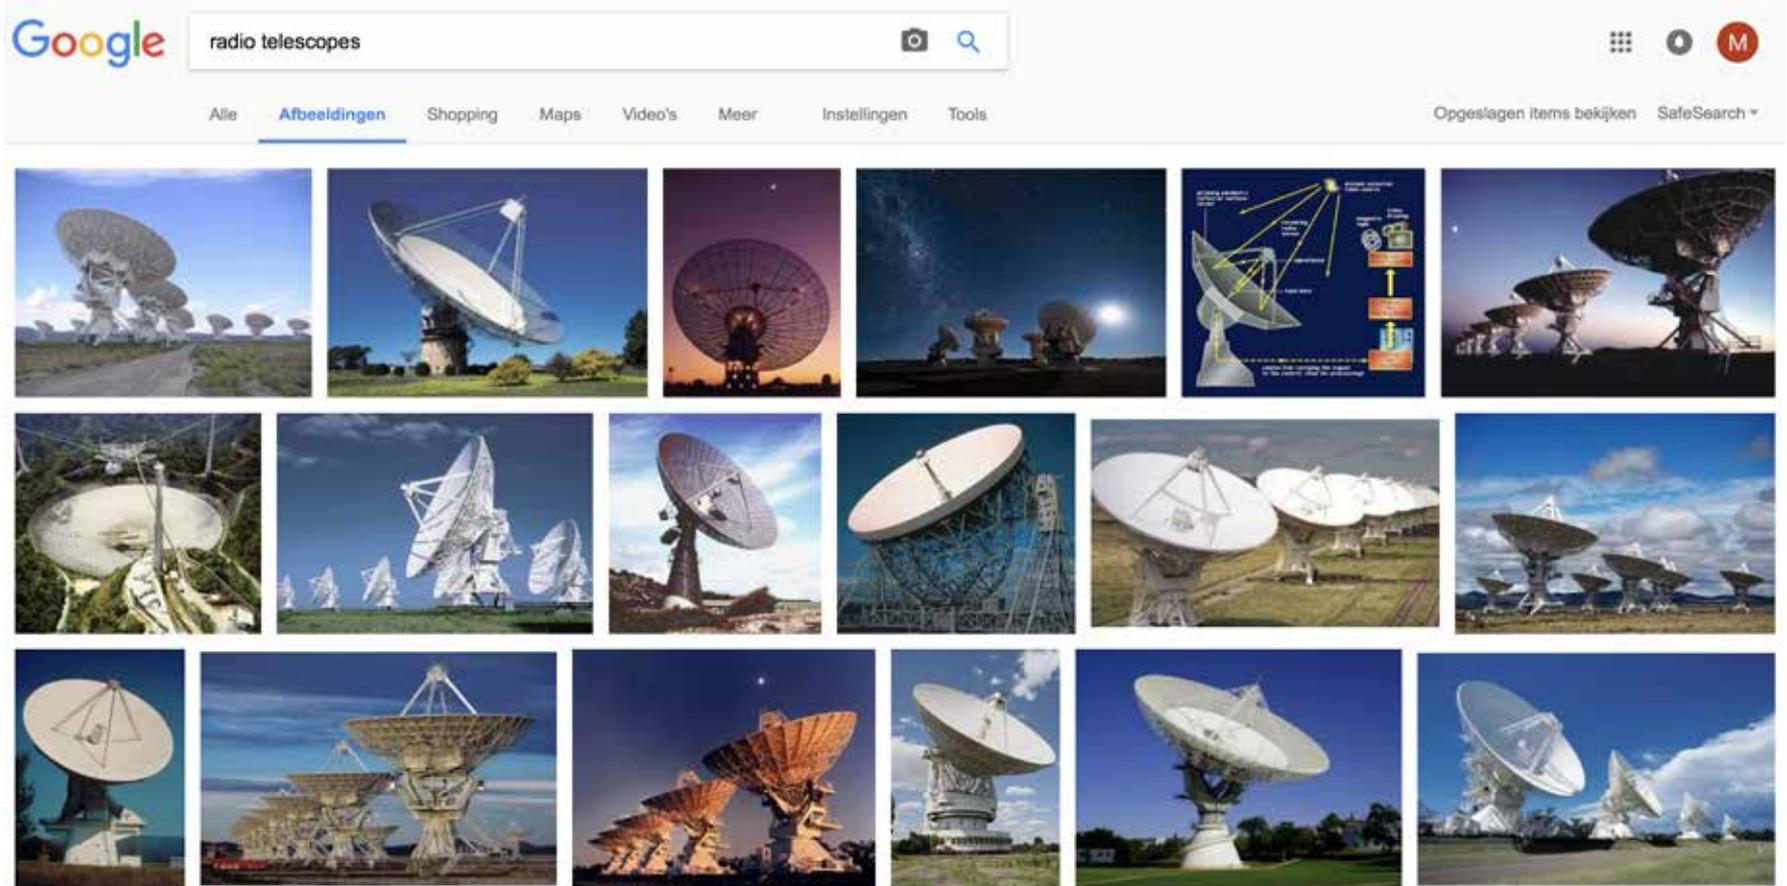 Google
radio telescopes
M
Alle Afbeeldingen Shopping Maps Video's Meer Instellingen Tools
Opgeslagen items bekijken SafeSearch